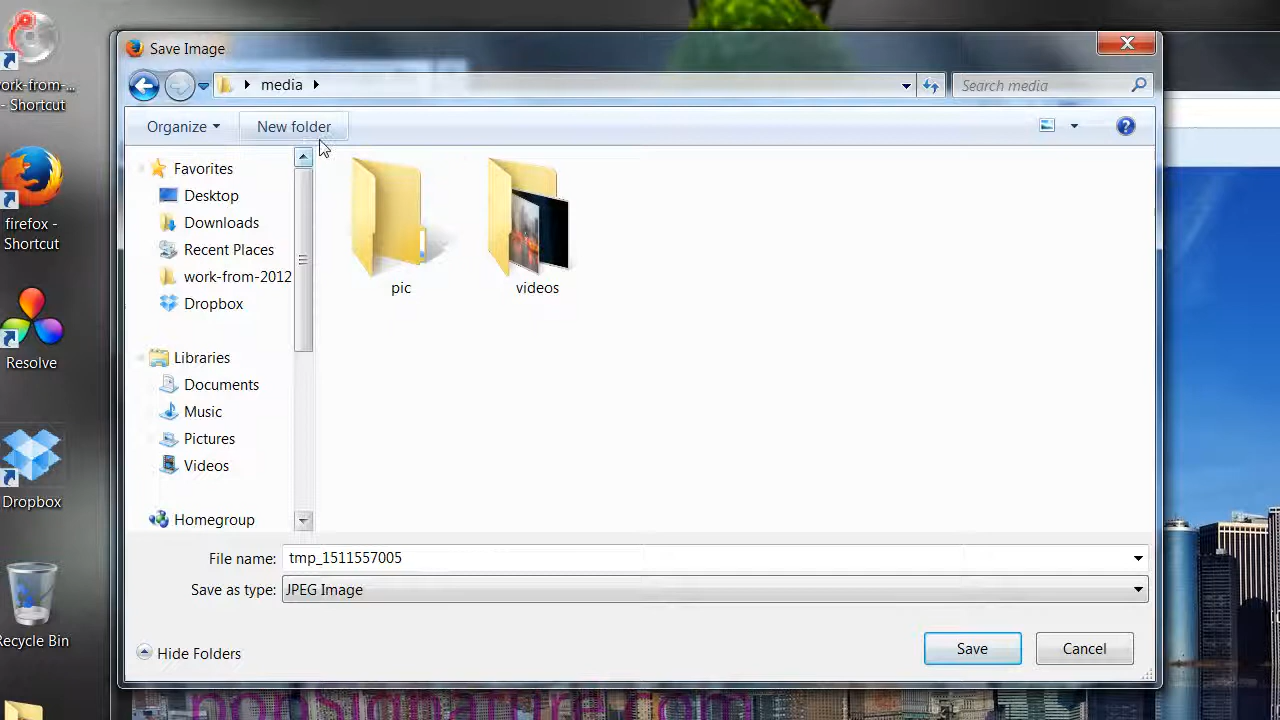 Save Image
media
Search media
Organize
New folder
Favorites
Desktop
Downloads
Recent Places
work-from-2012
Dropbox
Libraries
Documents
Music
Pictures
Videos
Homegroup
pic
videos
File name:
tmp_1511557005
Save as type:
JPEG Image
Hide Folders
Save
Cancel
ork-from-...
- Shortcut
firefox -
Shortcut
Resolve
Dropbox
Recycle Bin